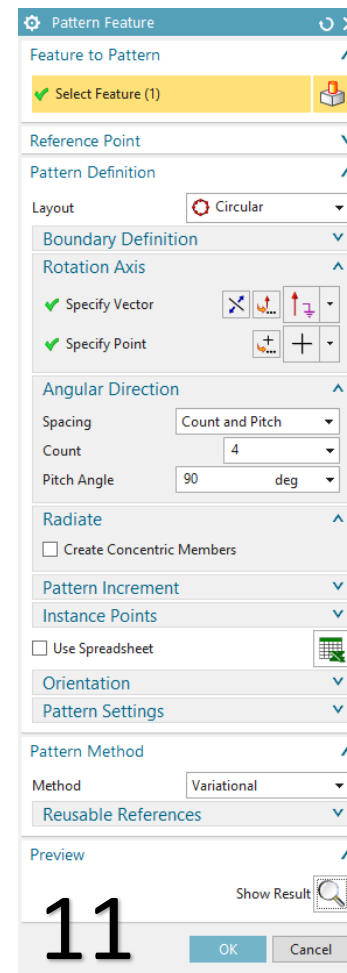 Pattern Feature
Feature to Pattern
Select Feature (1)
Reference Point
Pattern Definition
Layout Circular
Boundary Definition
Rotation Axis
Specify Vector
Specify Point
Angular Direction
Spacing Count and Pitch
Count 4
Pitch Angle 90 deg
Radiate
Create Concentric Members
Pattern Increment
Instance Points
Use Spreadsheet
Orientation
Pattern Settings
Pattern Method
Method Variational
Reusable References
Preview
Show Result
11
OK Cancel